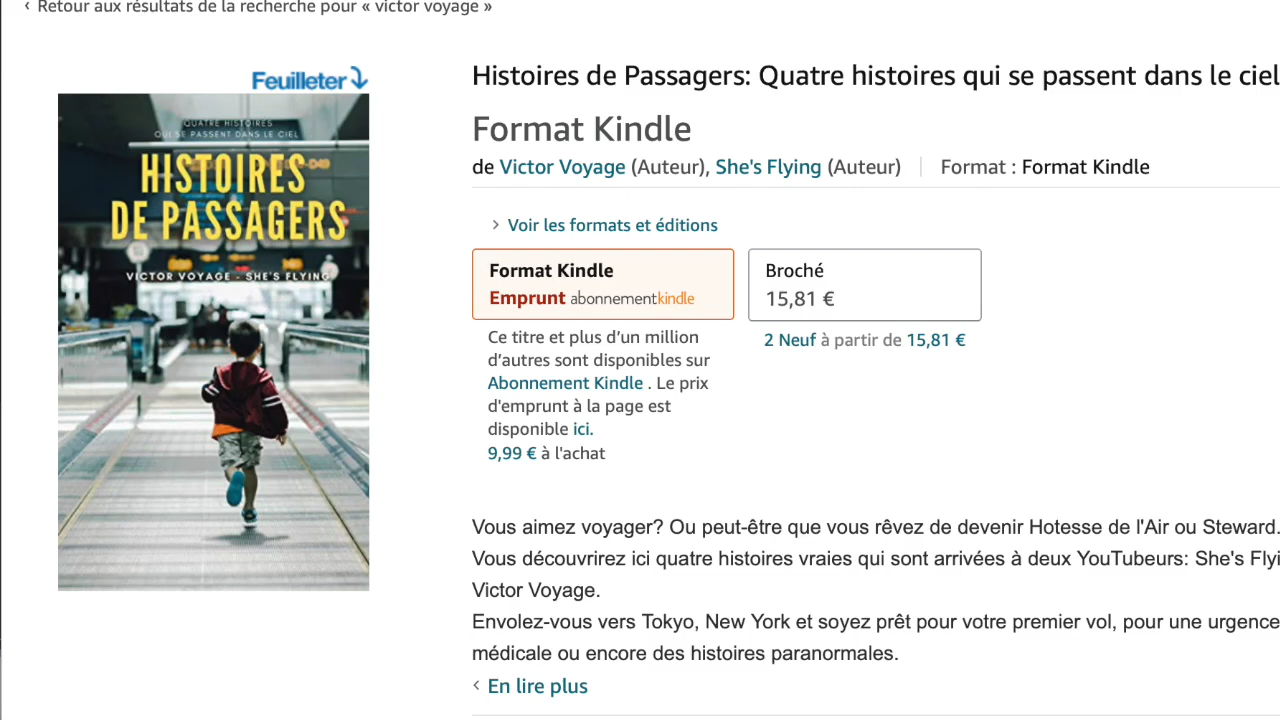 ‹ Retour aux résultats de la recherche pour « victor voyage »
Feuilleter
QUATRE HISTOIRES
QUI SE PASSENT DANS LE CIEL
HISTOIRES
DE PASSAGERS
VICTOR VOYAGE - SHE'S FLYING
Histoires de Passagers: Quatre histoires qui se passent dans le ciel
Format Kindle
de Victor Voyage (Auteur), She's Flying (Auteur) | Format : Format Kindle
› Voir les formats et éditions
Format Kindle
Emprunt abonnementkindle
Ce titre et plus d’un million
d’autres sont disponibles sur
Abonnement Kindle . Le prix
d'emprunt à la page est
disponible ici.
9,99 € à l'achat
Broché
15,81 €
2 Neuf à partir de 15,81 €
Vous aimez voyager? Ou peut-être que vous rêvez de devenir Hotesse de l'Air ou Steward.
Vous découvrirez ici quatre histoires vraies qui sont arrivées à deux YouTubeurs: She's Flyi
Victor Voyage.
Envolez-vous vers Tokyo, New York et soyez prêt pour votre premier vol, pour une urgence
médicale ou encore des histoires paranormales.
‹ En lire plus